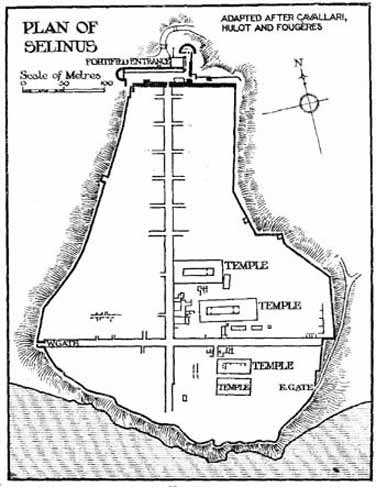 PLAN OF
SELINUS
ADAPTED AFTER CAVALLARI,
HULOT AND FOUGÈRES
FORTIFIED ENTRANCE
Scale of Metres
0 50 100
N
TEMPLE
TEMPLE
W.GATE
TEMPLE
TEMPLE
E.GATE